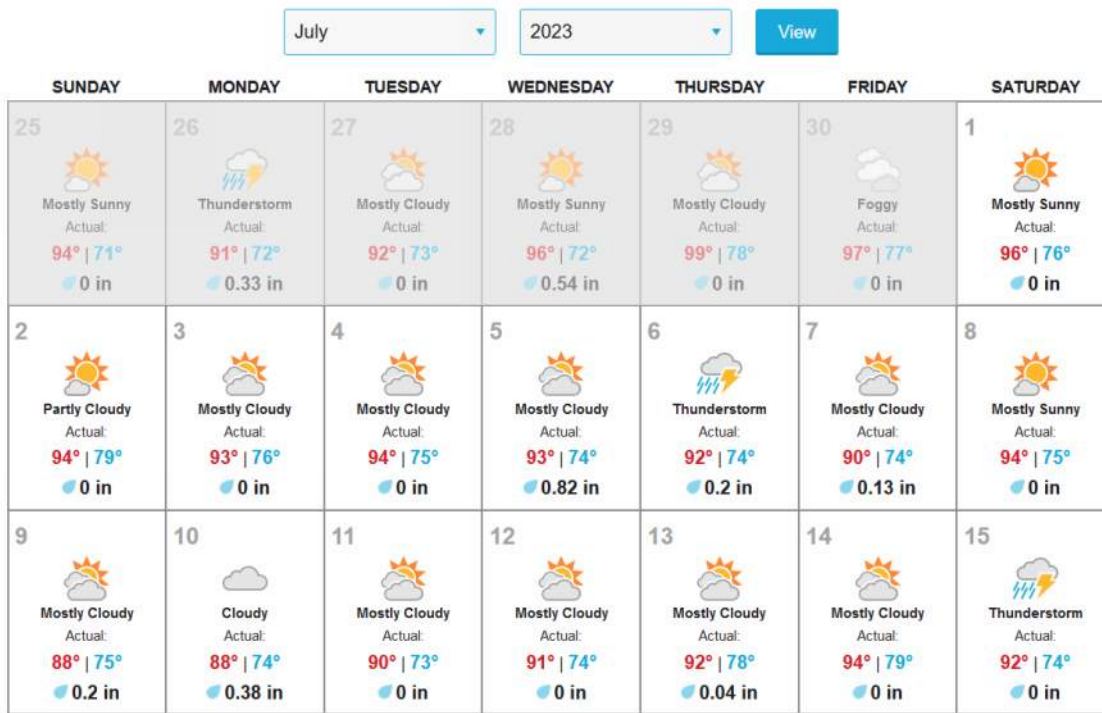 July 2023 View
SUNDAY MONDAY TUESDAY WEDNESDAY THURSDAY FRIDAY SATURDAY
25 26 27 28 29 30 1
Mostly Sunny Thunderstorm Mostly Cloudy Mostly Sunny Mostly Cloudy Foggy Mostly Sunny
Actual: Actual: Actual: Actual: Actual: Actual: Actual:
94° | 71° 91° | 72° 92° | 73° 96° | 72° 99° | 78° 97° | 77° 96° | 76°
0 in 0.33 in 0 in 0.54 in 0 in 0 in 0 in
2 3 4 5 6 7 8
Partly Cloudy Mostly Cloudy Mostly Cloudy Mostly Cloudy Thunderstorm Mostly Cloudy Mostly Sunny
Actual: Actual: Actual: Actual: Actual: Actual: Actual:
94° | 79° 93° | 76° 94° | 75° 93° | 74° 92° | 74° 90° | 74° 94° | 75°
0 in 0 in 0 in 0.82 in 0.2 in 0.13 in 0 in
9 10 11 12 13 14 15
Mostly Cloudy Cloudy Mostly Cloudy Mostly Cloudy Mostly Cloudy Mostly Cloudy Thunderstorm
Actual: Actual: Actual: Actual: Actual: Actual: Actual:
88° | 75° 88° | 74° 90° | 73° 91° | 74° 92° | 78° 94° | 79° 92° | 74°
0.2 in 0.38 in 0 in 0 in 0.04 in 0 in 0 in